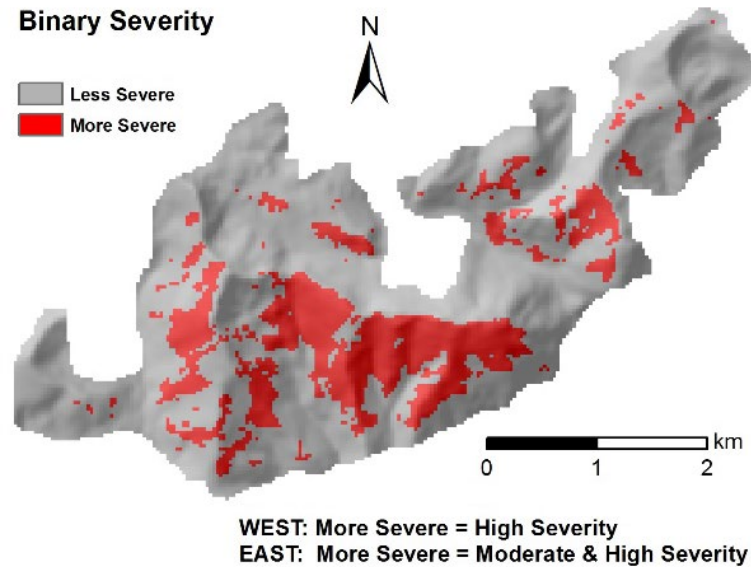 Binary Severity
N
Less Severe
More Severe
km
0 1 2
WEST: More Severe = High Severity
EAST: More Severe = Moderate & High Severity